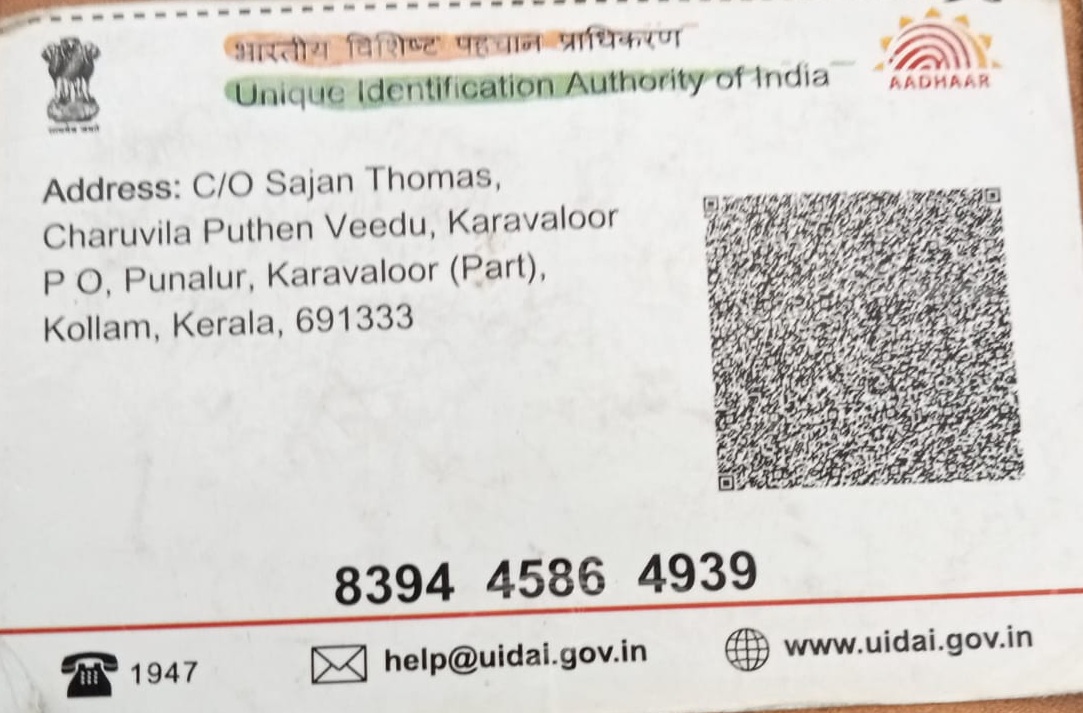 भारतीय विशिष्ट पहचान प्राधिकरण
Unique Identification Authority of India
AADHAAR
Address: C/O Sajan Thomas,
Charuvila Puthen Veedu, Karavaloor
P O, Punalur, Karavaloor (Part),
Kollam, Kerala, 691333
8394 4586 4939
1947
help@uidai.gov.in
www.uidai.gov.in